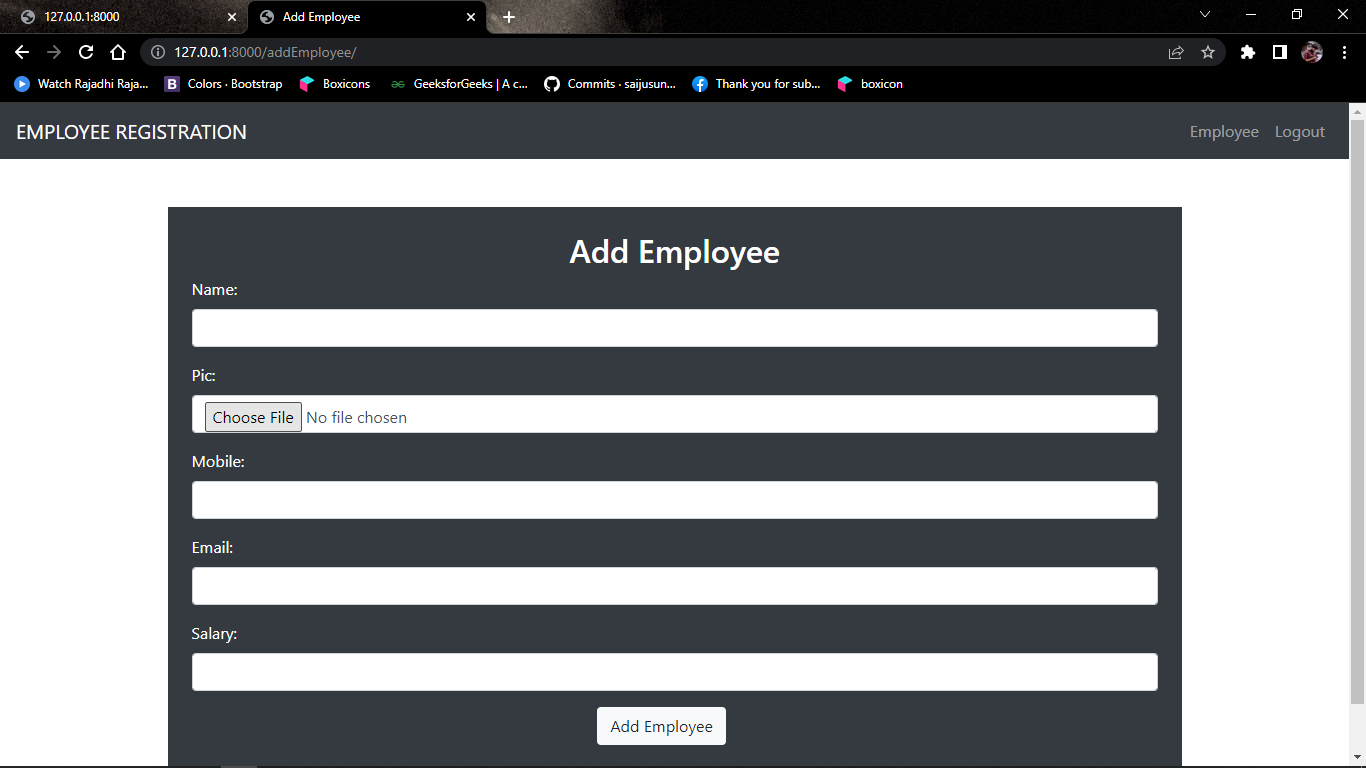 127.0.0.1:8000 Add Employee
127.0.0.1:8000/addEmployee/
Watch Rajadhi Raja... B Colors · Bootstrap Boxicons GeeksforGeeks | A c... Commits · saijusun... Thank you for sub... boxicon
EMPLOYEE REGISTRATION Employee Logout
Add Employee
Name:
Pic:
Choose File No file chosen
Mobile:
Email:
Salary:
Add Employee